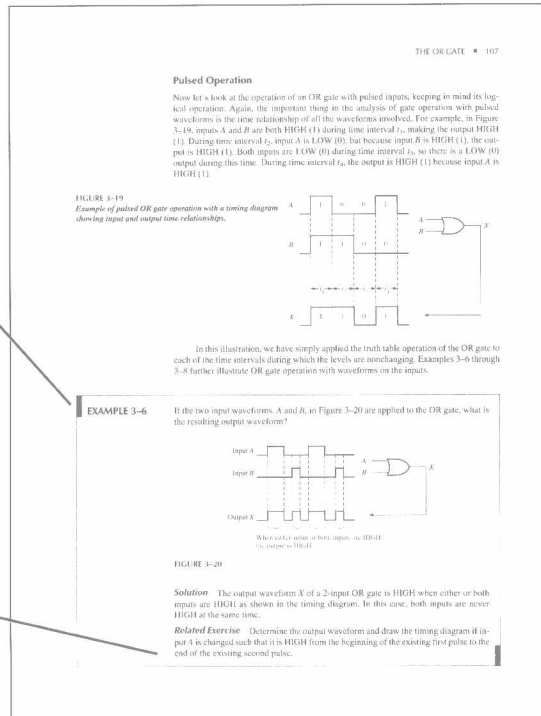 THE OR GATE ■ 107
Pulsed Operation
Now let's look at the operation of an OR gate with pulsed inputs, keeping in mind its log-
ical operation. Again, the important thing in the analysis of gate operation with pulsed
waveforms is the time relationship of all the waveforms involved. For example, in Figure
3–19, inputs A and B are both HIGH (1) during time interval t₁, making the output HIGH
(1). During time interval t₂, input A is LOW (0), but because input B is HIGH (1), the out-
put is HIGH (1). Both inputs are LOW (0) during time interval t₃, so there is a LOW (0)
output during this time. During time interval t₄, the output is HIGH (1) because input A is
HIGH (1).
FIGURE 3–19
Example of pulsed OR gate operation with a timing diagram
showing input and output time relationships.
A 1 0 0 1
A
B
X
B 1 1 0 0
X 1 1 0 1
In this illustration, we have simply applied the truth table operation of the OR gate to
each of the time intervals during which the levels are nonchanging. Examples 3–6 through
3–8 further illustrate OR gate operation with waveforms on the inputs.
EXAMPLE 3–6
If the two input waveforms, A and B, in Figure 3–20 are applied to the OR gate, what is
the resulting output waveform?
Input A
Input B
A
B
X
Output X
When either input or both inputs are HIGH,
the output is HIGH
FIGURE 3–20
Solution The output waveform X of a 2-input OR gate is HIGH when either or both
inputs are HIGH as shown in the timing diagram. In this case, both inputs are never
HIGH at the same time.
Related Exercise Determine the output waveform and draw the timing diagram if in-
put A is changed such that it is HIGH from the beginning of the existing first pulse to the
end of the existing second pulse.